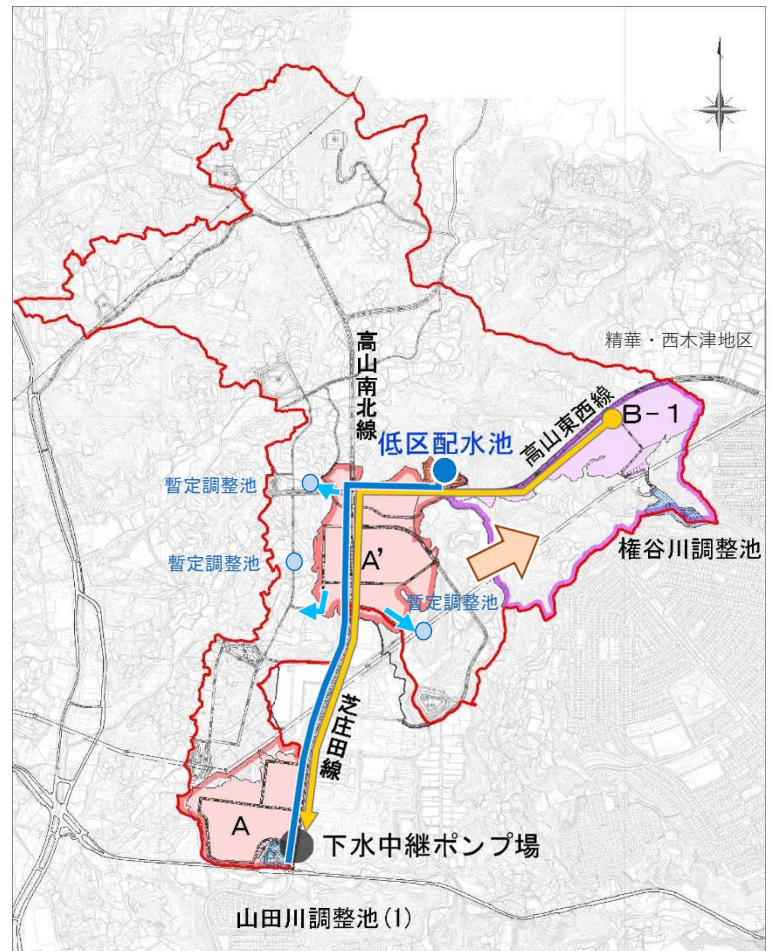 精華・西木津地区
高山南北線
高山東西線
B-1
低区配水池
暫定調整池
権谷川調整池
暫定調整池
A'
暫定調整池
芝庄田線
A
下水中継ポンプ場
山田川調整池(1)